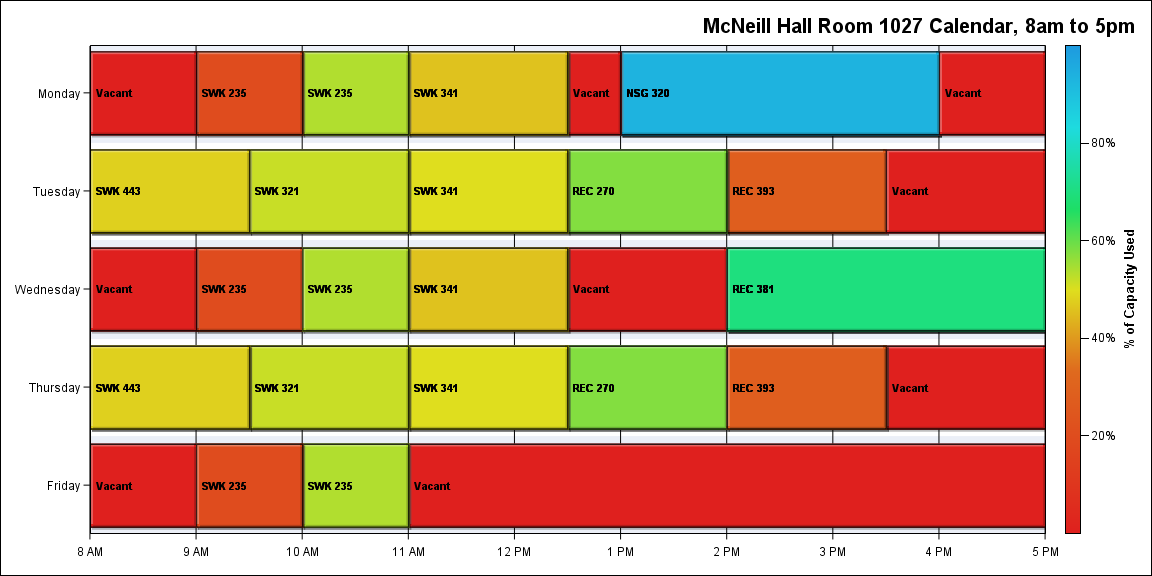 McNeill Hall Room 1027 Calendar, 8am to 5pm
Monday
Vacant
SWK 235
SWK 235
SWK 341
Vacant
NSG 320
Vacant
Tuesday
SWK 443
SWK 321
SWK 341
REC 270
REC 393
Vacant
Wednesday
Vacant
SWK 235
SWK 235
SWK 341
Vacant
REC 381
Thursday
SWK 443
SWK 321
SWK 341
REC 270
REC 393
Vacant
Friday
Vacant
SWK 235
SWK 235
Vacant
8 AM
9 AM
10 AM
11 AM
12 PM
1 PM
2 PM
3 PM
4 PM
5 PM
80%
60%
40%
20%
% of Capacity Used